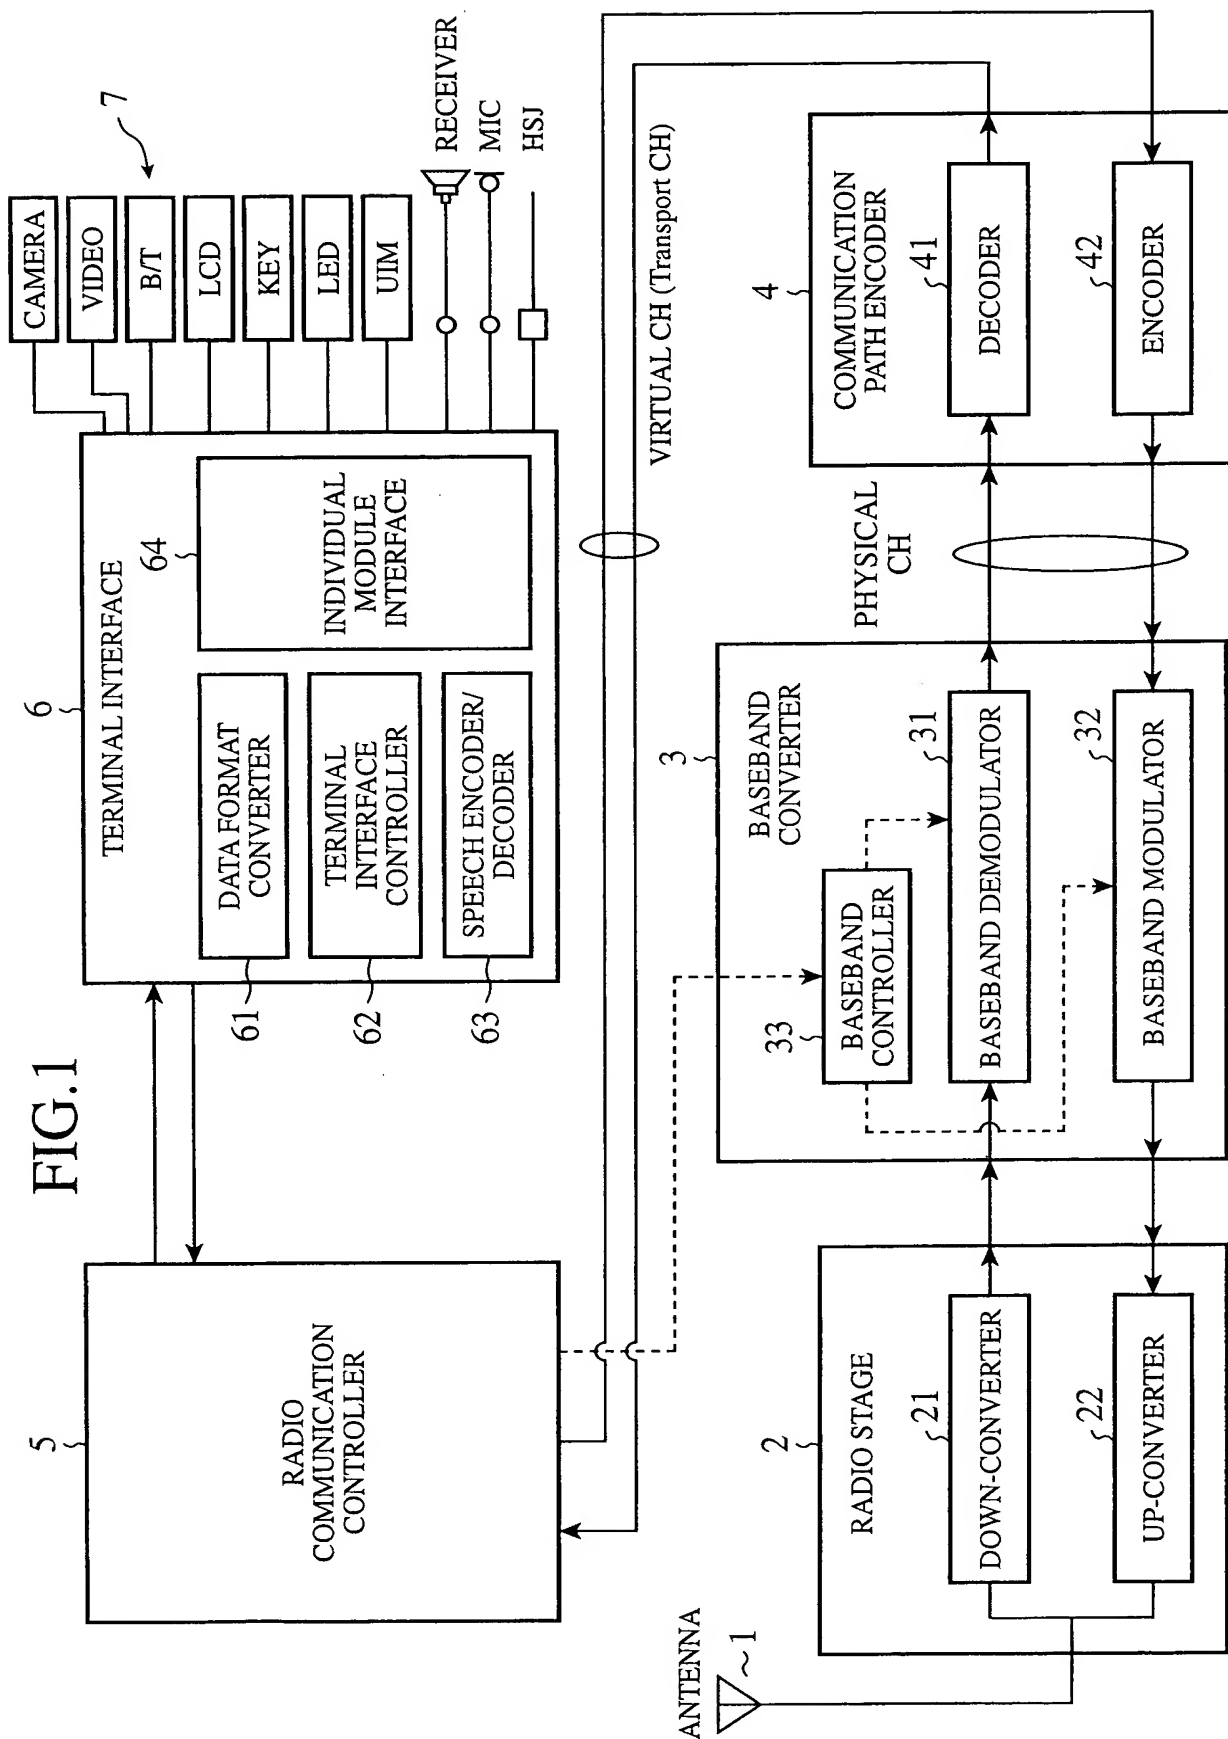 FIG.1
5
RADIO
COMMUNICATION
CONTROLLER
6
TERMINAL INTERFACE
61
DATA FORMAT
CONVERTER
62
TERMINAL
INTERFACE
CONTROLLER
63
SPEECH ENCODER/
DECODER
64
INDIVIDUAL
MODULE
INTERFACE
7
CAMERA
VIDEO
B/T
LCD
KEY
LED
UIM
RECEIVER
MIC
HSJ
VIRTUAL CH (Transport CH)
ANTENNA
1
2
RADIO STAGE
21
DOWN-CONVERTER
22
UP-CONVERTER
3
BASEBAND
CONVERTER
33
BASEBAND
CONTROLLER
31
BASEBAND DEMODULATOR
32
BASEBAND MODULATOR
PHYSICAL
CH
4
COMMUNICATION
PATH ENCODER
41
DECODER
42
ENCODER